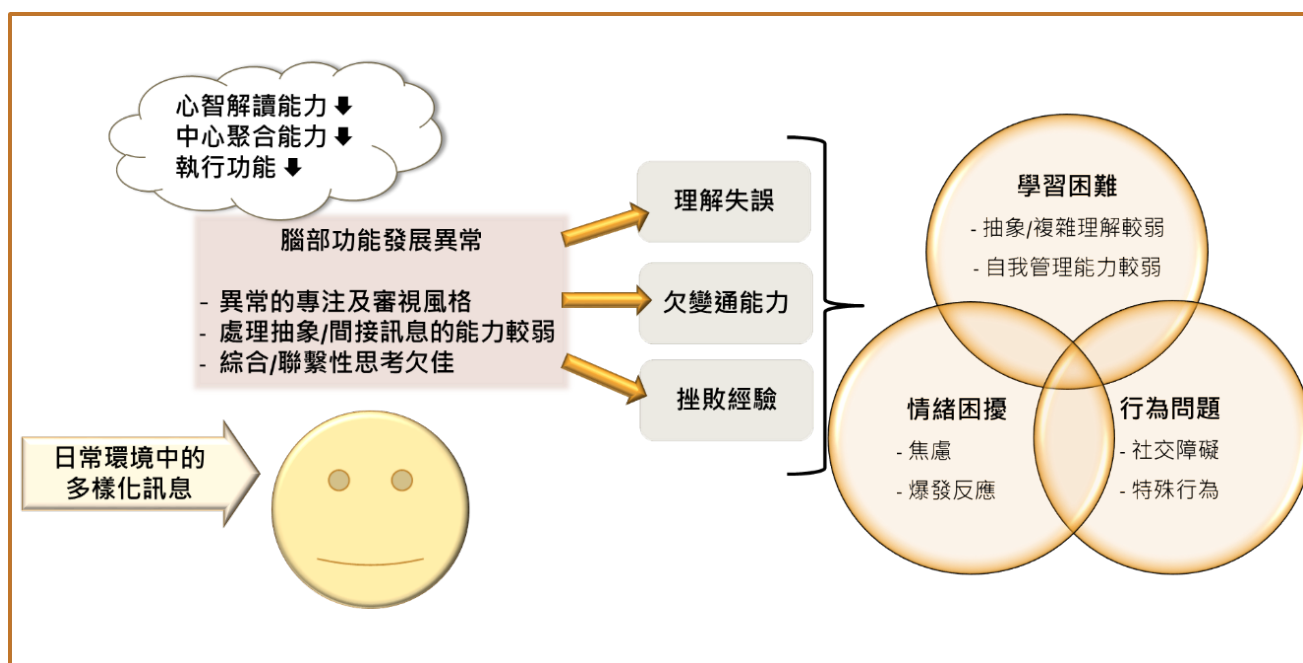 心智解讀能力⬇
中心聚合能力⬇
執行功能⬇
腦部功能發展異常
- 異常的專注及審視風格
- 處理抽象/間接訊息的能力較弱
- 綜合/聯繫性思考欠佳
日常環境中的
多樣化訊息
理解失誤
欠變通能力
挫敗經驗
學習困難
- 抽象/複雜理解較弱
- 自我管理能力較弱
情緒困擾
- 焦慮
- 爆發反應
行為問題
- 社交障礙
- 特殊行為